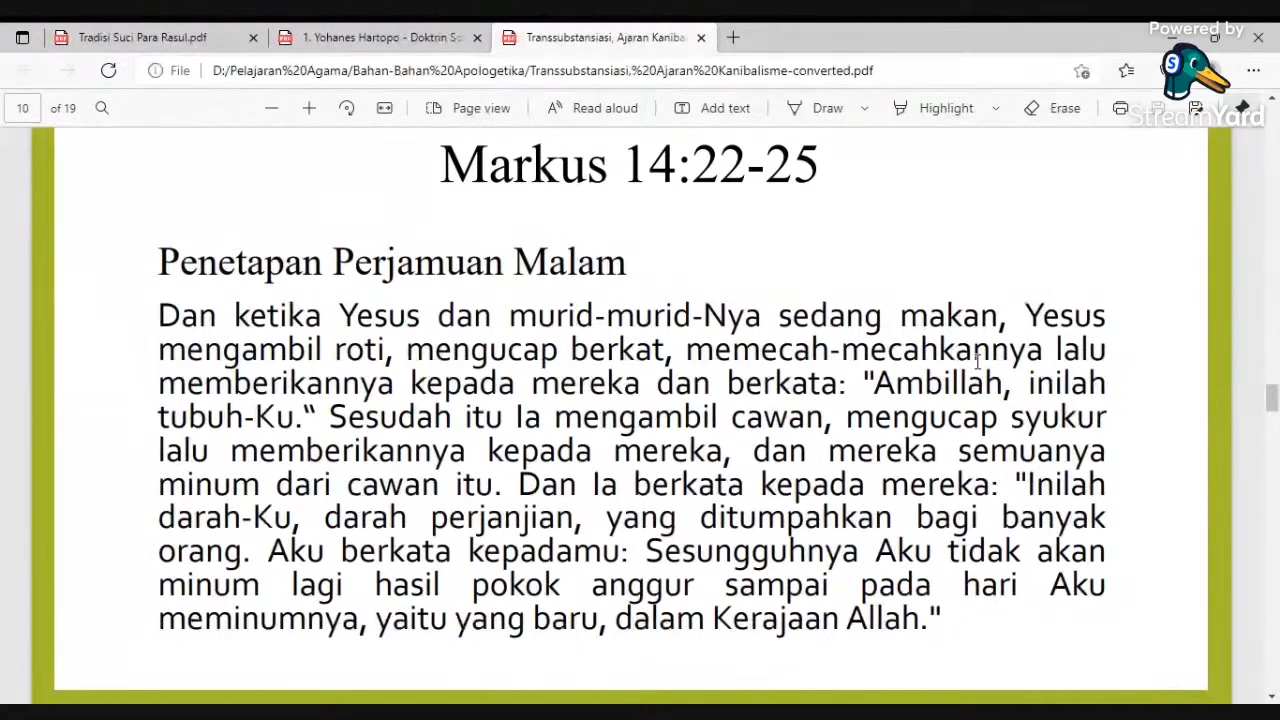 Powered by
Tradisi Suci Para Rasul.pdf
1. Yohanes Hartopo - Doktrin So
Transsubstansiasi, Ajaran Kaniba
File
D:/Pelajaran%20Agama/Bahan-Bahan%20Apologetika/Transsubstansiasi,%20Ajaran%20Kanibalisme-converted.pdf
10 of 19
Page view
Read aloud
Add text
Draw
Highlight
Erase
StreamYard
Markus 14:22-25
Penetapan Perjamuan Malam
Dan ketika Yesus dan murid-murid-Nya sedang makan, Yesus
mengambil roti, mengucap berkat, memecah-mecahkannya lalu
memberikannya kepada mereka dan berkata: "Ambillah, inilah
tubuh-Ku.“ Sesudah itu Ia mengambil cawan, mengucap syukur
lalu memberikannya kepada mereka, dan mereka semuanya
minum dari cawan itu. Dan Ia berkata kepada mereka: "Inilah
darah-Ku, darah perjanjian, yang ditumpahkan bagi banyak
orang. Aku berkata kepadamu: Sesungguhnya Aku tidak akan
minum lagi hasil pokok anggur sampai pada hari Aku
meminumnya, yaitu yang baru, dalam Kerajaan Allah."